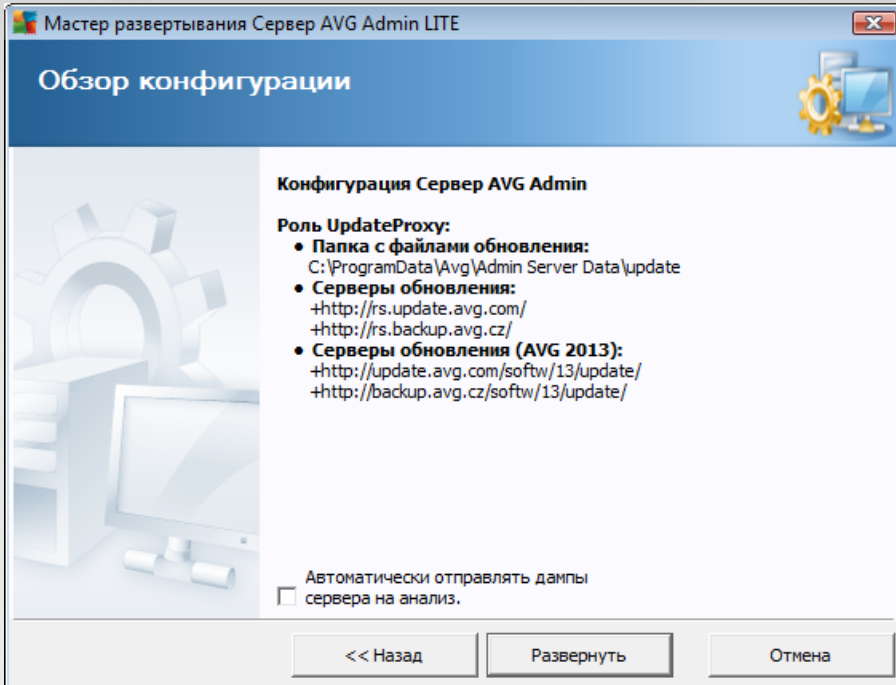 Мастер развертывания Сервер AVG Admin LITE
Обзор конфигурации
Конфигурация Сервер AVG Admin
Роль UpdateProxy:
• Папка с файлами обновления:
C:\ProgramData\Avg\Admin Server Data\update
• Серверы обновления:
+http://rs.update.avg.com/
+http://rs.backup.avg.cz/
• Серверы обновления (AVG 2013):
+http://update.avg.com/softw/13/update/
+http://backup.avg.cz/softw/13/update/
Автоматически отправлять дампы
сервера на анализ.
<< Назад
Развернуть
Отмена